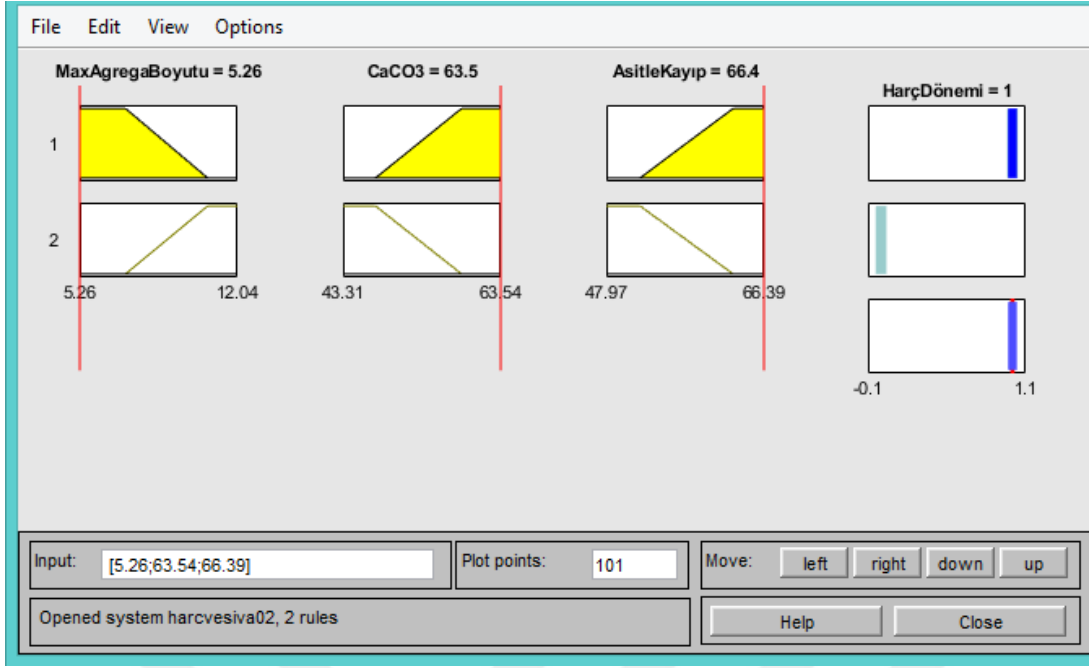 File Edit View Options
MaxAgregaBoyutu = 5.26 CaCO3 = 63.5 AsitleKayıp = 66.4 HarçDönemi = 1
1
2
5.26 12.04 43.31 63.54 47.97 66.39
-0.1 1.1
Input: [5.26;63.54;66.39] Plot points: 101 Move: left right down up
Opened system harcvesiva02, 2 rules Help Close